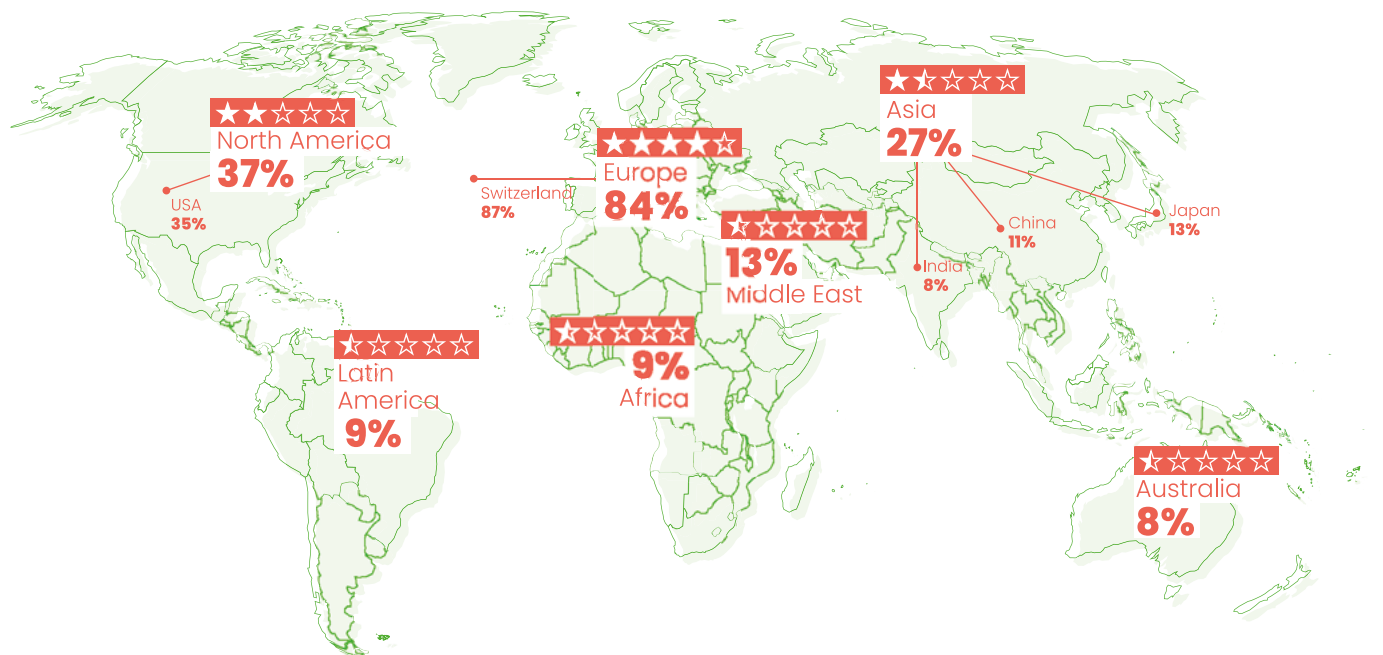 North America
37%
USA
35%
Switzerland
87%
Europe
84%
Asia
27%
Japan
13%
China
11%
India
8%
13%
Middle East
9%
Africa
Latin
America
9%
Australia
8%